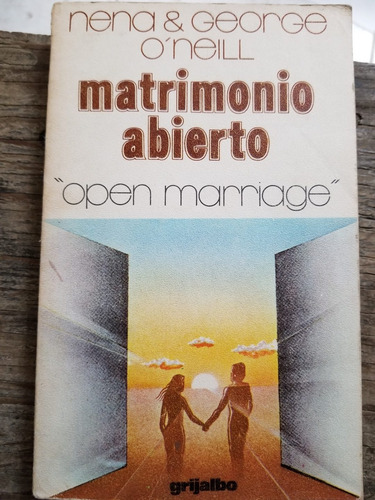 nena & george
o'neill
matrimonio
abierto
"open marriage"
grijalbo